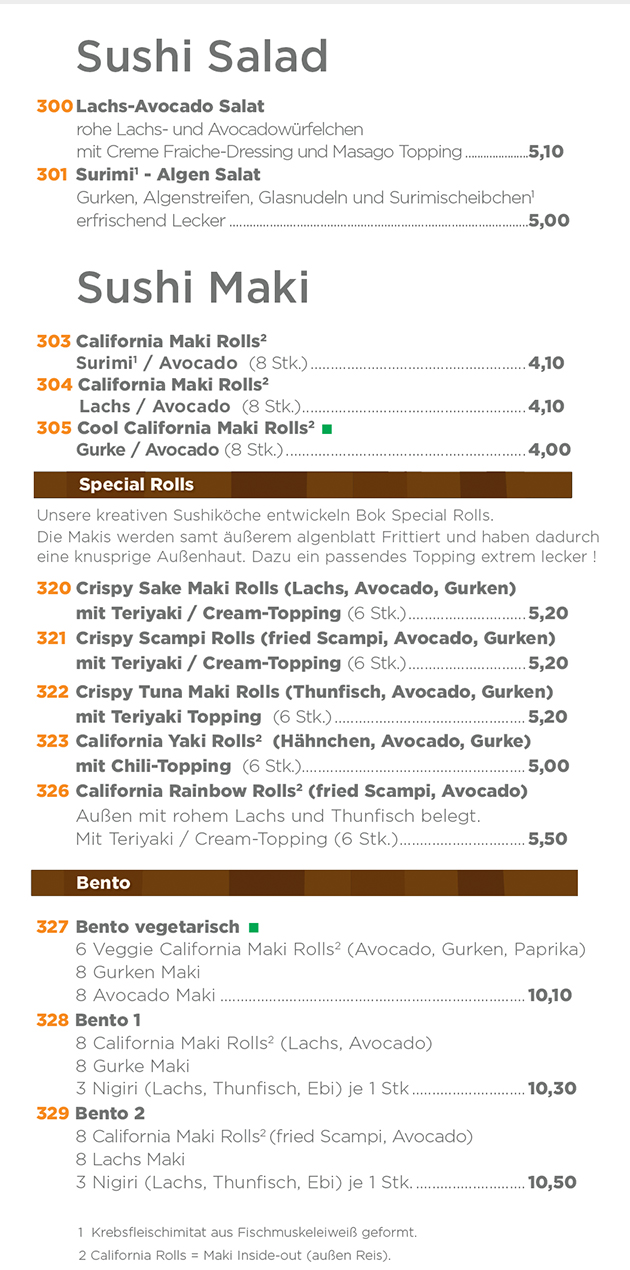 Sushi Salad
300 Lachs-Avocado Salat
rohe Lachs- und Avocadowürfelchen
mit Creme Fraiche-Dressing und Masago Topping ..................... 5,10
301 Surimi¹ - Algen Salat
Gurken, Algenstreifen, Glasnudeln und Surimischeibchen¹
erfrischend Lecker ..................... 5,00
Sushi Maki
303 California Maki Rolls²
Surimi¹ / Avocado (8 Stk.) ..................... 4,10
304 California Maki Rolls²
Lachs / Avocado (8 Stk.) ..................... 4,10
305 Cool California Maki Rolls²
Gurke / Avocado (8 Stk.) ..................... 4,00
Special Rolls
Unsere kreativen Sushiköche entwickeln Bok Special Rolls.
Die Makis werden samt äußerem algenblatt Frittiert und haben dadurch
eine knusprige Außenhaut. Dazu ein passendes Topping extrem lecker !
320 Crispy Sake Maki Rolls (Lachs, Avocado, Gurken)
mit Teriyaki / Cream-Topping (6 Stk.) ..................... 5,20
321 Crispy Scampi Rolls (fried Scampi, Avocado, Gurken)
mit Teriyaki / Cream-Topping (6 Stk.) ..................... 5,20
322 Crispy Tuna Maki Rolls (Thunfisch, Avocado, Gurken)
mit Teriyaki Topping (6 Stk.) ..................... 5,20
323 California Yaki Rolls² (Hähnchen, Avocado, Gurke)
mit Chili-Topping (6 Stk.) ..................... 5,00
326 California Rainbow Rolls² (fried Scampi, Avocado)
Außen mit rohem Lachs und Thunfisch belegt.
Mit Teriyaki / Cream-Topping (6 Stk.) ..................... 5,50
Bento
327 Bento vegetarisch
6 Veggie California Maki Rolls² (Avocado, Gurken, Paprika)
8 Gurken Maki
8 Avocado Maki ..................... 10,10
328 Bento 1
8 California Maki Rolls² (Lachs, Avocado)
8 Gurke Maki
3 Nigiri (Lachs, Thunfisch, Ebi) je 1 Stk ..................... 10,30
329 Bento 2
8 California Maki Rolls² (fried Scampi, Avocado)
8 Lachs Maki
3 Nigiri (Lachs, Thunfisch, Ebi) je 1 Stk. ..................... 10,50
1 Krebsfleischimitat aus Fischmuskeleiweiß geformt.
2 California Rolls = Maki Inside-out (außen Reis).